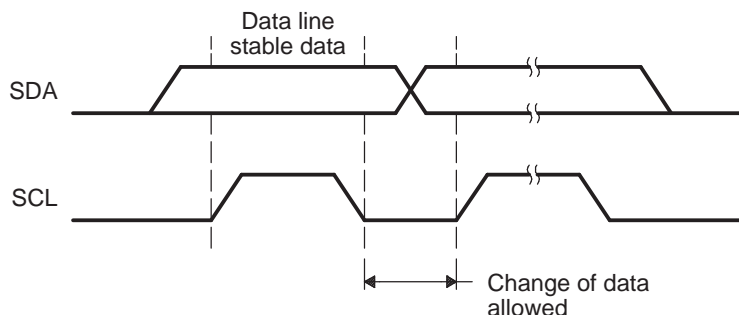 Data line
stable data
SDA
SCL
Change of data
allowed